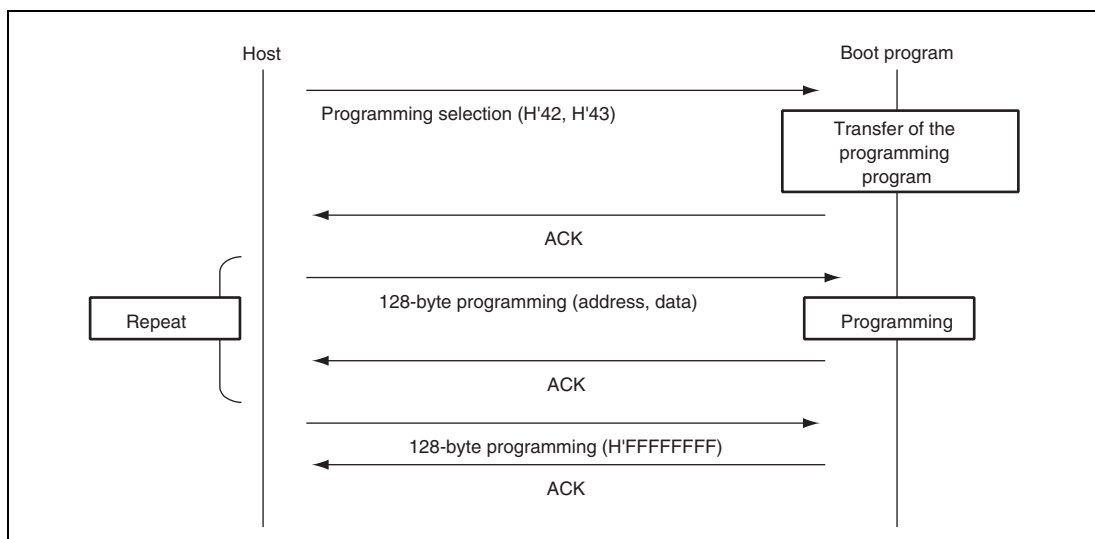 Host
Boot program
Programming selection (H'42, H'43)
Transfer of the
programming
program
ACK
128-byte programming (address, data)
Repeat
Programming
ACK
128-byte programming (H'FFFFFFFF)
ACK